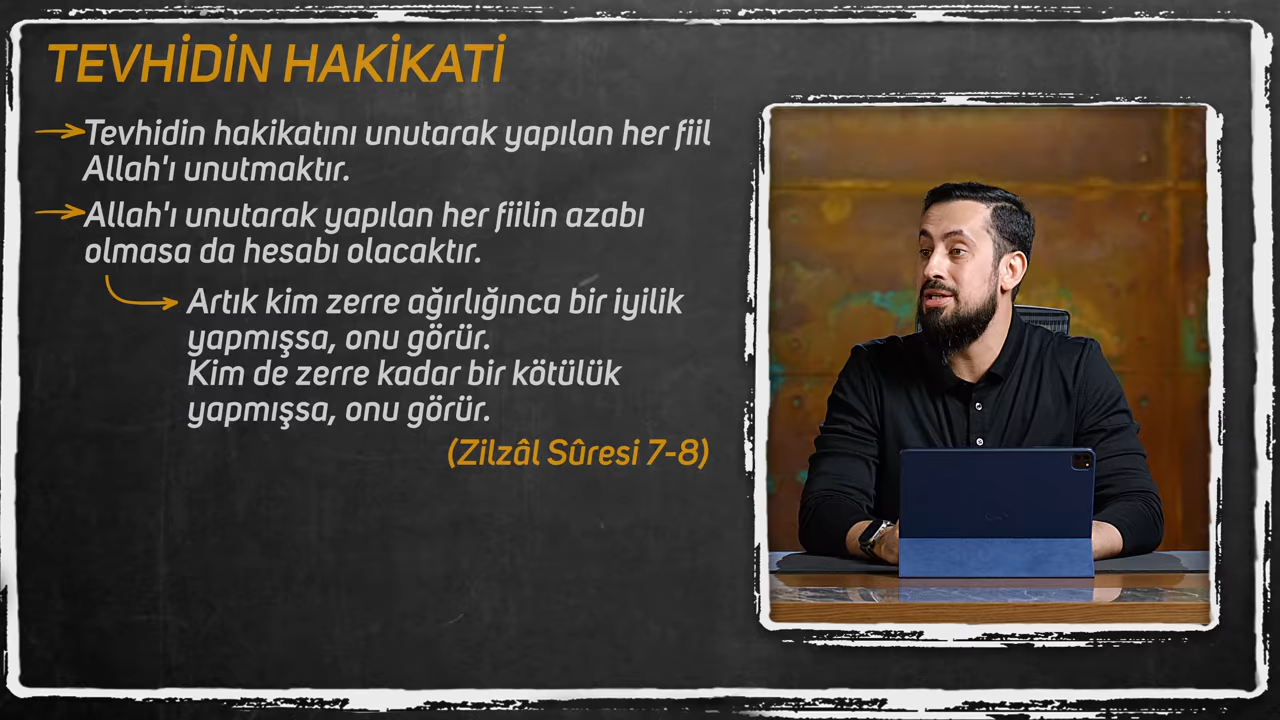 TEVHİDİN HAKİKATİ
Tevhidin hakikatını unutarak yapılan her fiil
Allah'ı unutmaktır.
Allah'ı unutarak yapılan her fiilin azabı
olmasa da hesabı olacaktır.
Artık kim zerre ağırlığınca bir iyilik
yapmışsa, onu görür.
Kim de zerre kadar bir kötülük
yapmışsa, onu görür.
(Zilzâl Sûresi 7-8)